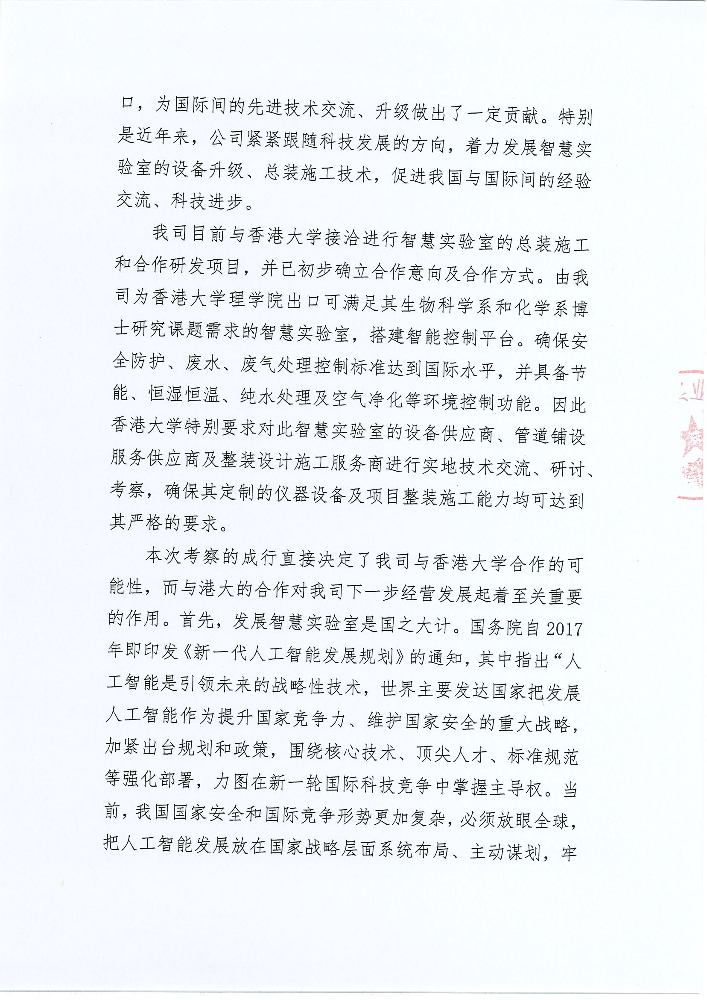 口，为国际间的先进技术交流、升级做出了一定贡献。特别
是近年来，公司紧紧跟随科技发展的方向，着力发展智慧实
验室的设备升级、总装施工技术，促进我国与国际间的经验
交流、科技进步。
我司目前与香港大学接洽进行智慧实验室的总装施工
和合作研发项目，并已初步确立合作意向及合作方式。由我
司为香港大学理学院出口可满足其生物科学系和化学系博
士研究课题需求的智慧实验室，搭建智能控制平台。确保安
全防护、废水、废气处理控制标准达到国际水平，并具备节
能、恒湿恒温、纯水处理及空气净化等环境控制功能。因此
香港大学特别要求对此智慧实验室的设备供应商、管道铺设
服务供应商及整装设计施工服务商进行实地技术交流、研讨、
考察，确保其定制的仪器设备及项目整装施工能力均可达到
其严格的要求。
本次考察的成行直接决定了我司与香港大学合作的可
能性，而与港大的合作对我司下一步经营发展起着至关重要
的作用。首先，发展智慧实验室是国之大计。国务院自 2017
年即印发《新一代人工智能发展规划》的通知，其中指出“人
工智能是引领未来的战略性技术，世界主要发达国家把发展
人工智能作为提升国家竞争力、维护国家安全的重大战略，
加紧出台规划和政策，围绕核心技术、顶尖人才、标准规范
等强化部署，力图在新一轮国际科技竞争中掌握主导权。当
前，我国国家安全和国际竞争形势更加复杂，必须放眼全球，
把人工智能发展放在国家战略层面系统布局、主动谋划，牢
业